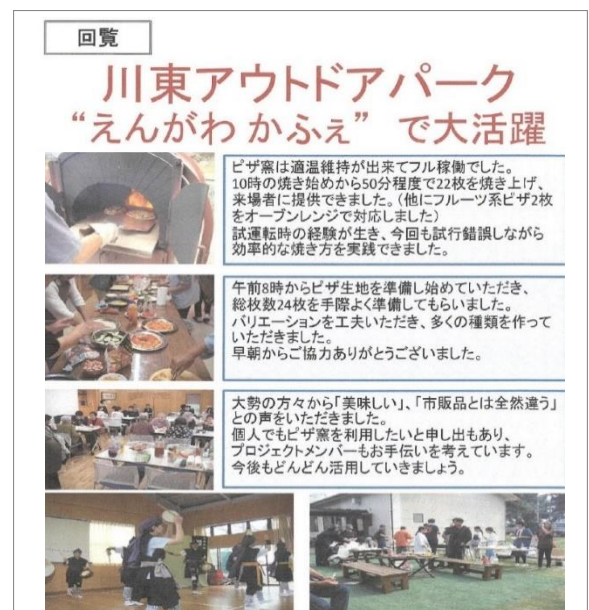 回覧
川東アウトドアパーク
“えんがわ かふぇ” で大活躍
ピザ窯は適温維持が出来てフル稼働でした。
10時の焼き始めから50分程度で22枚を焼き上げ、
来場者に提供できました。（他にフルーツ系ピザ2枚
をオーブンレンジで対応しました）
試運転時の経験が生き、今回も試行錯誤しながら
効率的な焼き方を実践できました。
午前8時からピザ生地を準備し始めていただき、
総枚数24枚を手際よく準備してもらいました。
バリエーションを工夫いただき、多くの種類を作って
いただきました。
早朝からご協力ありがとうございました。
大勢の方々から「美味しい」、「市販品とは全然違う」
との声をいただきました。
個人でもピザ窯を利用したいと申し出もあり、
プロジェクトメンバーもお手伝いを考えています。
今後もどんどん活用していきましょう。